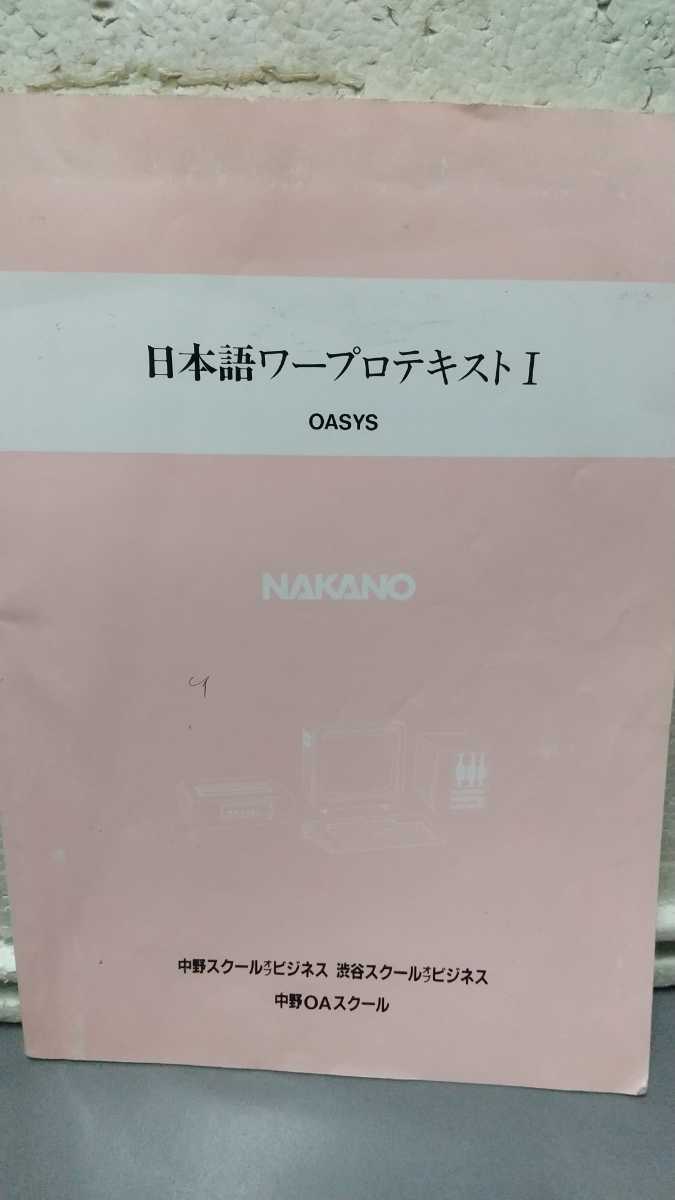 日本語ワープロテキストⅠ
OASYS
NAKANO
中野スクールオブビジネス 渋谷スクールオブビジネス
中野OAスクール